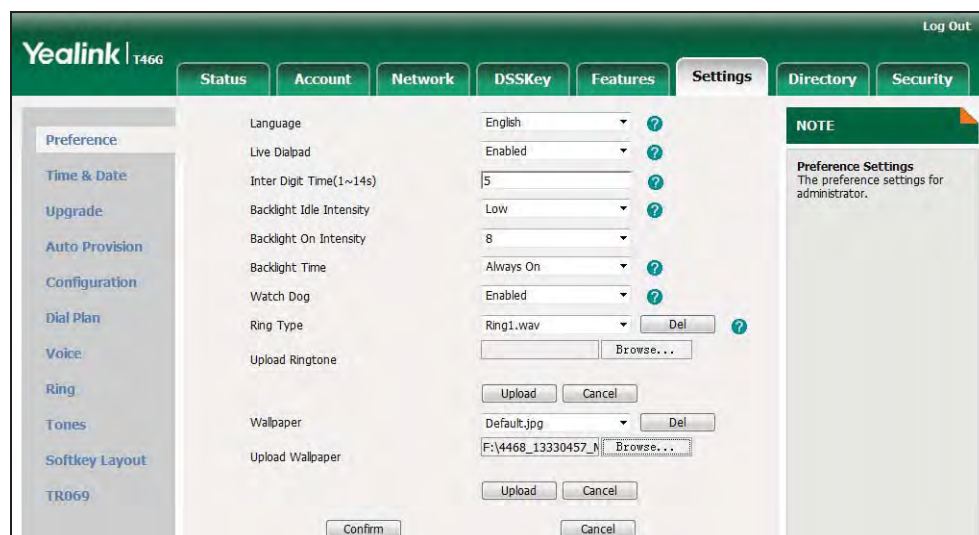 Log Out
Yealink T46G
Status Account Network DSSKey Features Settings Directory Security
Preference
Time & Date
Upgrade
Auto Provision
Configuration
Dial Plan
Voice
Ring
Tones
Softkey Layout
TR069
Language English ?
Live Dialpad Enabled ?
Inter Digit Time(1~14s) 5 ?
Backlight Idle Intensity Low ?
Backlight On Intensity 8
Backlight Time Always On ?
Watch Dog Enabled ?
Ring Type Ring1.wav Del ?
Upload Ringtone Browse...
Upload Cancel
Wallpaper Default.jpg Del
Upload Wallpaper F:\4468_13330457_N Browse...
Upload Cancel
Confirm Cancel
NOTE
Preference Settings
The preference settings for
administrator.